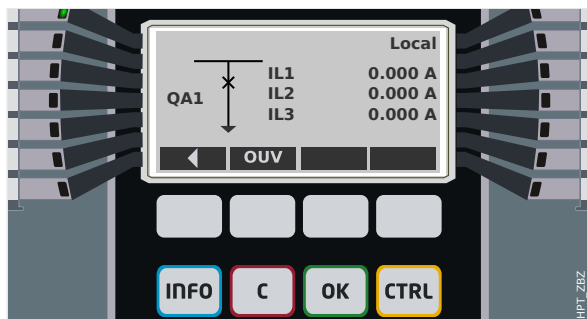 Local
IL1 0.000 A
QA1 IL2 0.000 A
IL3 0.000 A
OUV
INFO C OK CTRL
HPT_ZBZ